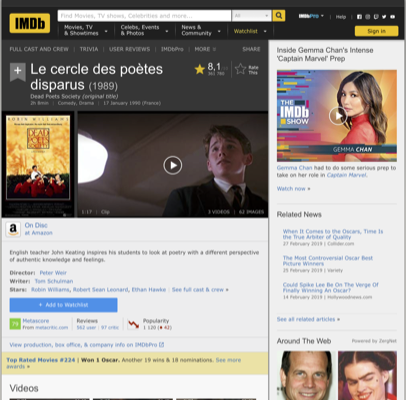 IMDb
Find Movies, TV shows, Celebrities and more...
All
IMDbPro
Help
Movies, TV & Showtimes
Celebs, Events & Photos
News & Community
Watchlist
Sign in
FULL CAST AND CREW | TRIVIA | USER REVIEWS | IMDbPro | MORE
SHARE
Le cercle des poètes
disparus (1989)
Dead Poets Society (original title)
2h 8min | Comedy, Drama | 17 January 1990 (France)
8,1
Rate
This
ROBIN WILLIAMS
DEAD
POETS
SOCIETY
1:17 | Clip
3 VIDEOS | 62 IMAGES
On Disc
at Amazon
English teacher John Keating inspires his students to look at poetry with a different perspective
of authentic knowledge and feelings.
Director: Peter Weir
Writer: Tom Schulman
Stars: Robin Williams, Robert Sean Leonard, Ethan Hawke | See full cast & crew »
+ Add to Watchlist
79
Metascore
From metacritic.com
Reviews
562 user | 97 critic
Popularity
1 120
View production, box office, & company info on IMDbPro
Top Rated Movies #224 | Won 1 Oscar. Another 19 wins & 18 nominations. See more
awards »
Videos
Inside Gemma Chan's Intense
'Captain Marvel' Prep
THE
IMDb
SHOW
GEMMA CHAN
Gemma Chan had to do some serious prep
to take on her role in Captain Marvel.
Watch now »
Related News
When It Comes to the Oscars, Time Is
the True Arbiter of Quality
27 February 2019 | Collider.com
The Most Controversial Oscar Best
Picture Winners
25 February 2019 | Variety
Could Spike Lee Be On The Verge Of
Finally Winning An Oscar?
14 February 2019 | Hollywoodnews.com
See all related articles »
Around The Web
Powered by ZergNet